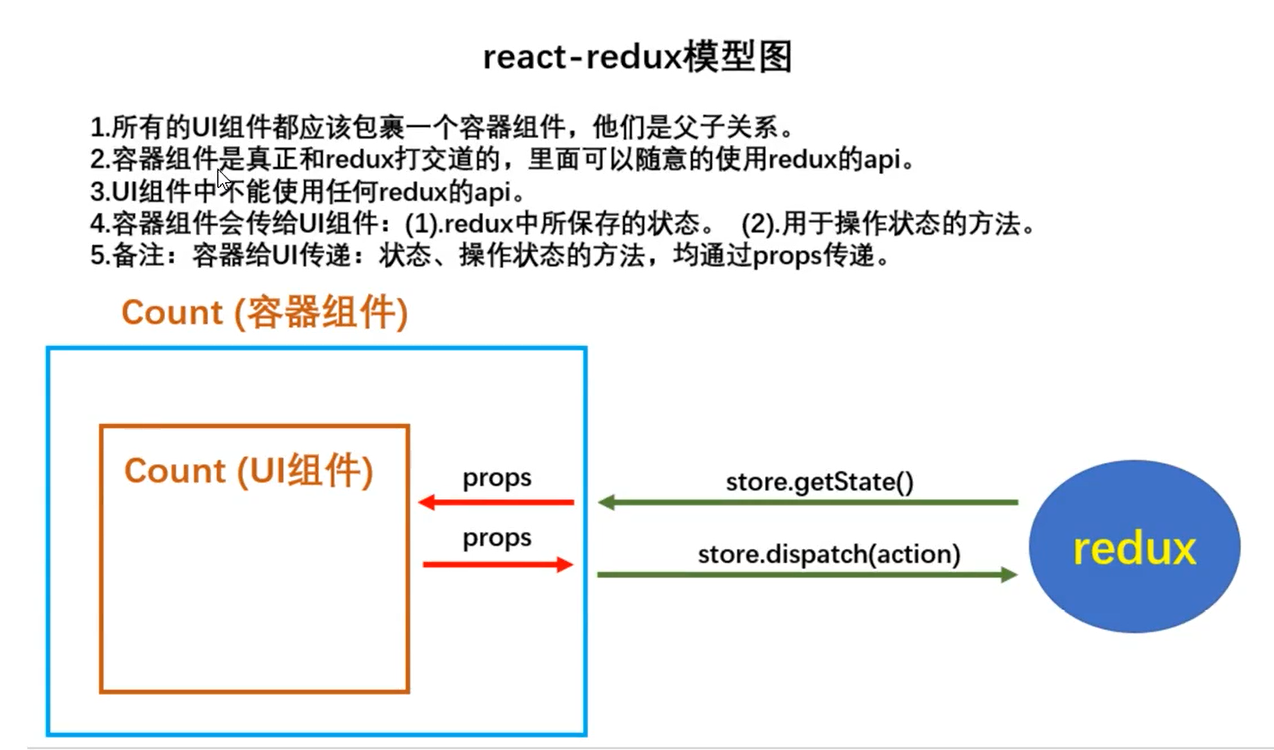 react-redux模型图
1.所有的UI组件都应该包裹一个容器组件，他们是父子关系。
2.容器组件是真正和redux打交道的，里面可以随意的使用redux的api。
3.UI组件中不能使用任何redux的api。
4.容器组件会传给UI组件：(1).redux中所保存的状态。 (2).用于操作状态的方法。
5.备注：容器给UI传递：状态、操作状态的方法，均通过props传递。
Count (容器组件)
Count (UI组件)
props
store.getState()
props
store.dispatch(action)
redux